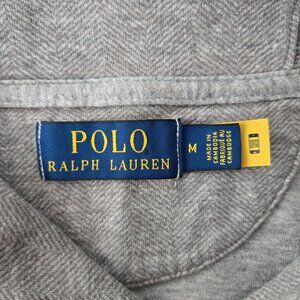 POLO
RALPH LAUREN
M
MADE IN
CAMBODIA
FABRIQUÉ AU
CAMBODGE